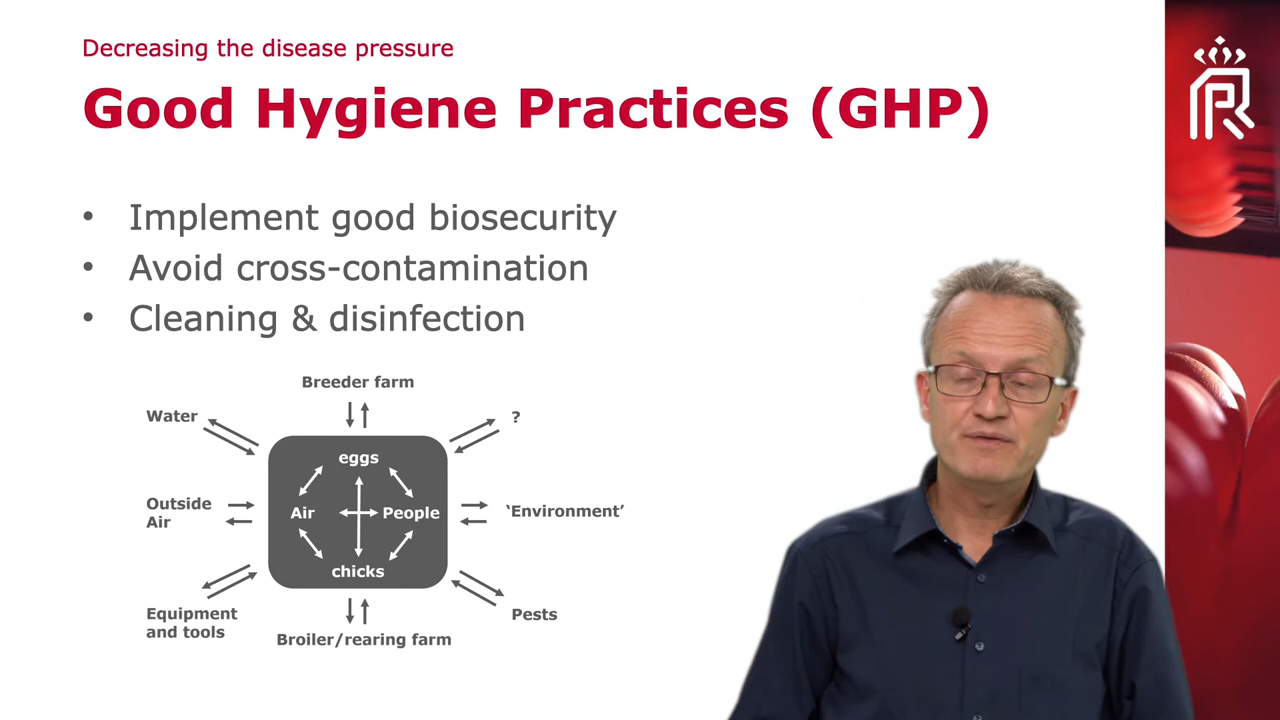 Decreasing the disease pressure
Good Hygiene Practices (GHP)
• Implement good biosecurity
• Avoid cross-contamination
• Cleaning & disinfection
Breeder farm
Water
?
eggs
Outside
Air
Air
People
‘Environment’
chicks
Equipment
and tools
Pests
Broiler/rearing farm